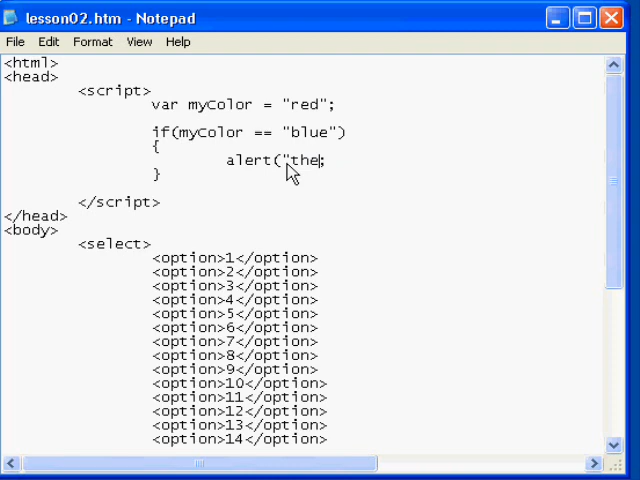 lesson02.htm - Notepad
File Edit Format View Help
<html>
<head>
<script>
var myColor = "red";
if(myColor == "blue")
{
alert("the;
}
</script>
</head>
<body>
<select>
<option>1</option>
<option>2</option>
<option>3</option>
<option>4</option>
<option>5</option>
<option>6</option>
<option>7</option>
<option>8</option>
<option>9</option>
<option>10</option>
<option>11</option>
<option>12</option>
<option>13</option>
<option>14</option>